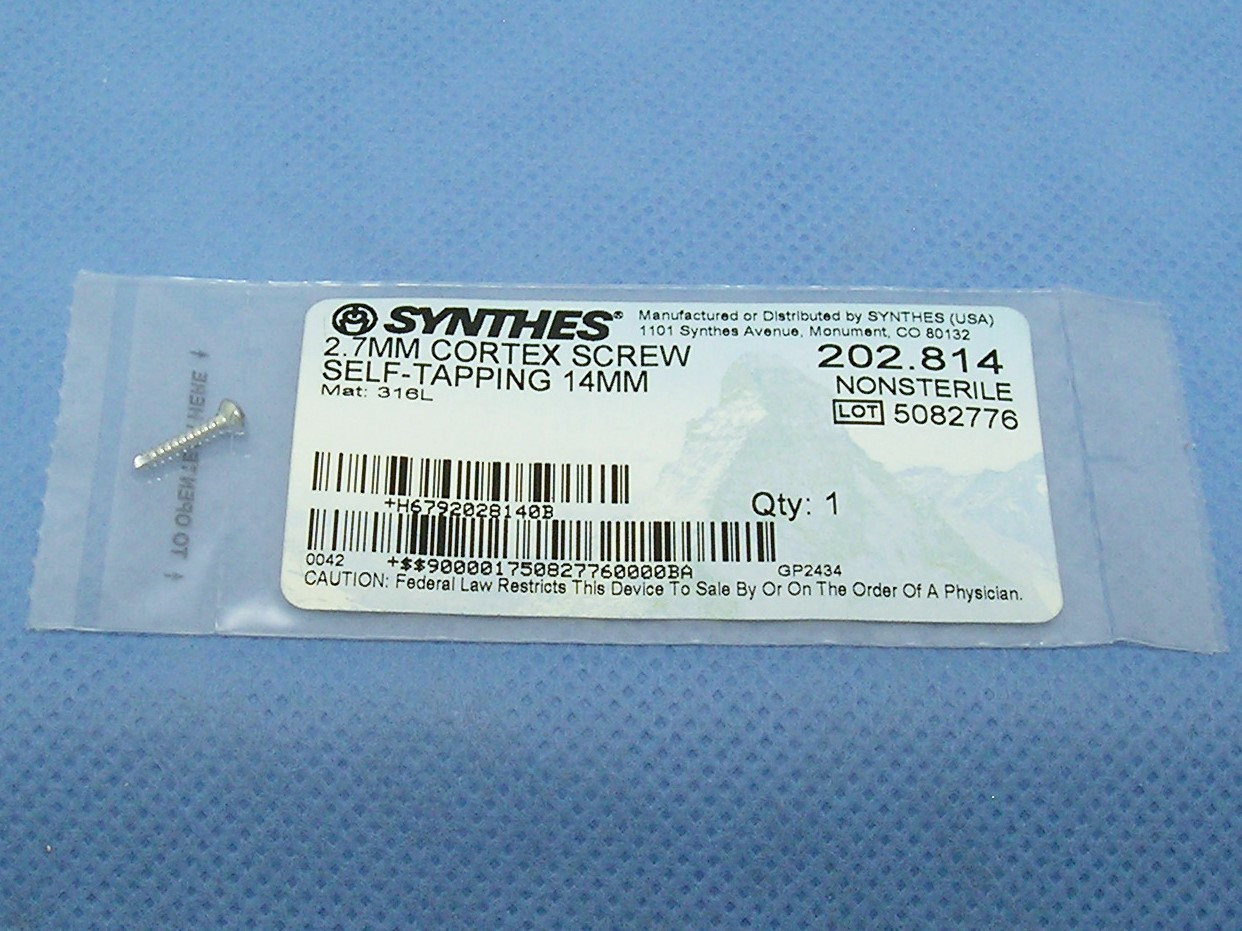 SYNTHES® Manufactured or Distributed by SYNTHES (USA)
1101 Synthes Avenue, Monument, CO 80132
2.7MM CORTEX SCREW
SELF-TAPPING 14MM
Mat: 316L
202.814
NONSTERILE
LOT 5082776
+H6792028140B
Qty: 1
0042 +$$900001750827760000BA GP2434
CAUTION: Federal Law Restricts This Device To Sale By Or On The Order Of A Physician.
TO OPEN HERE